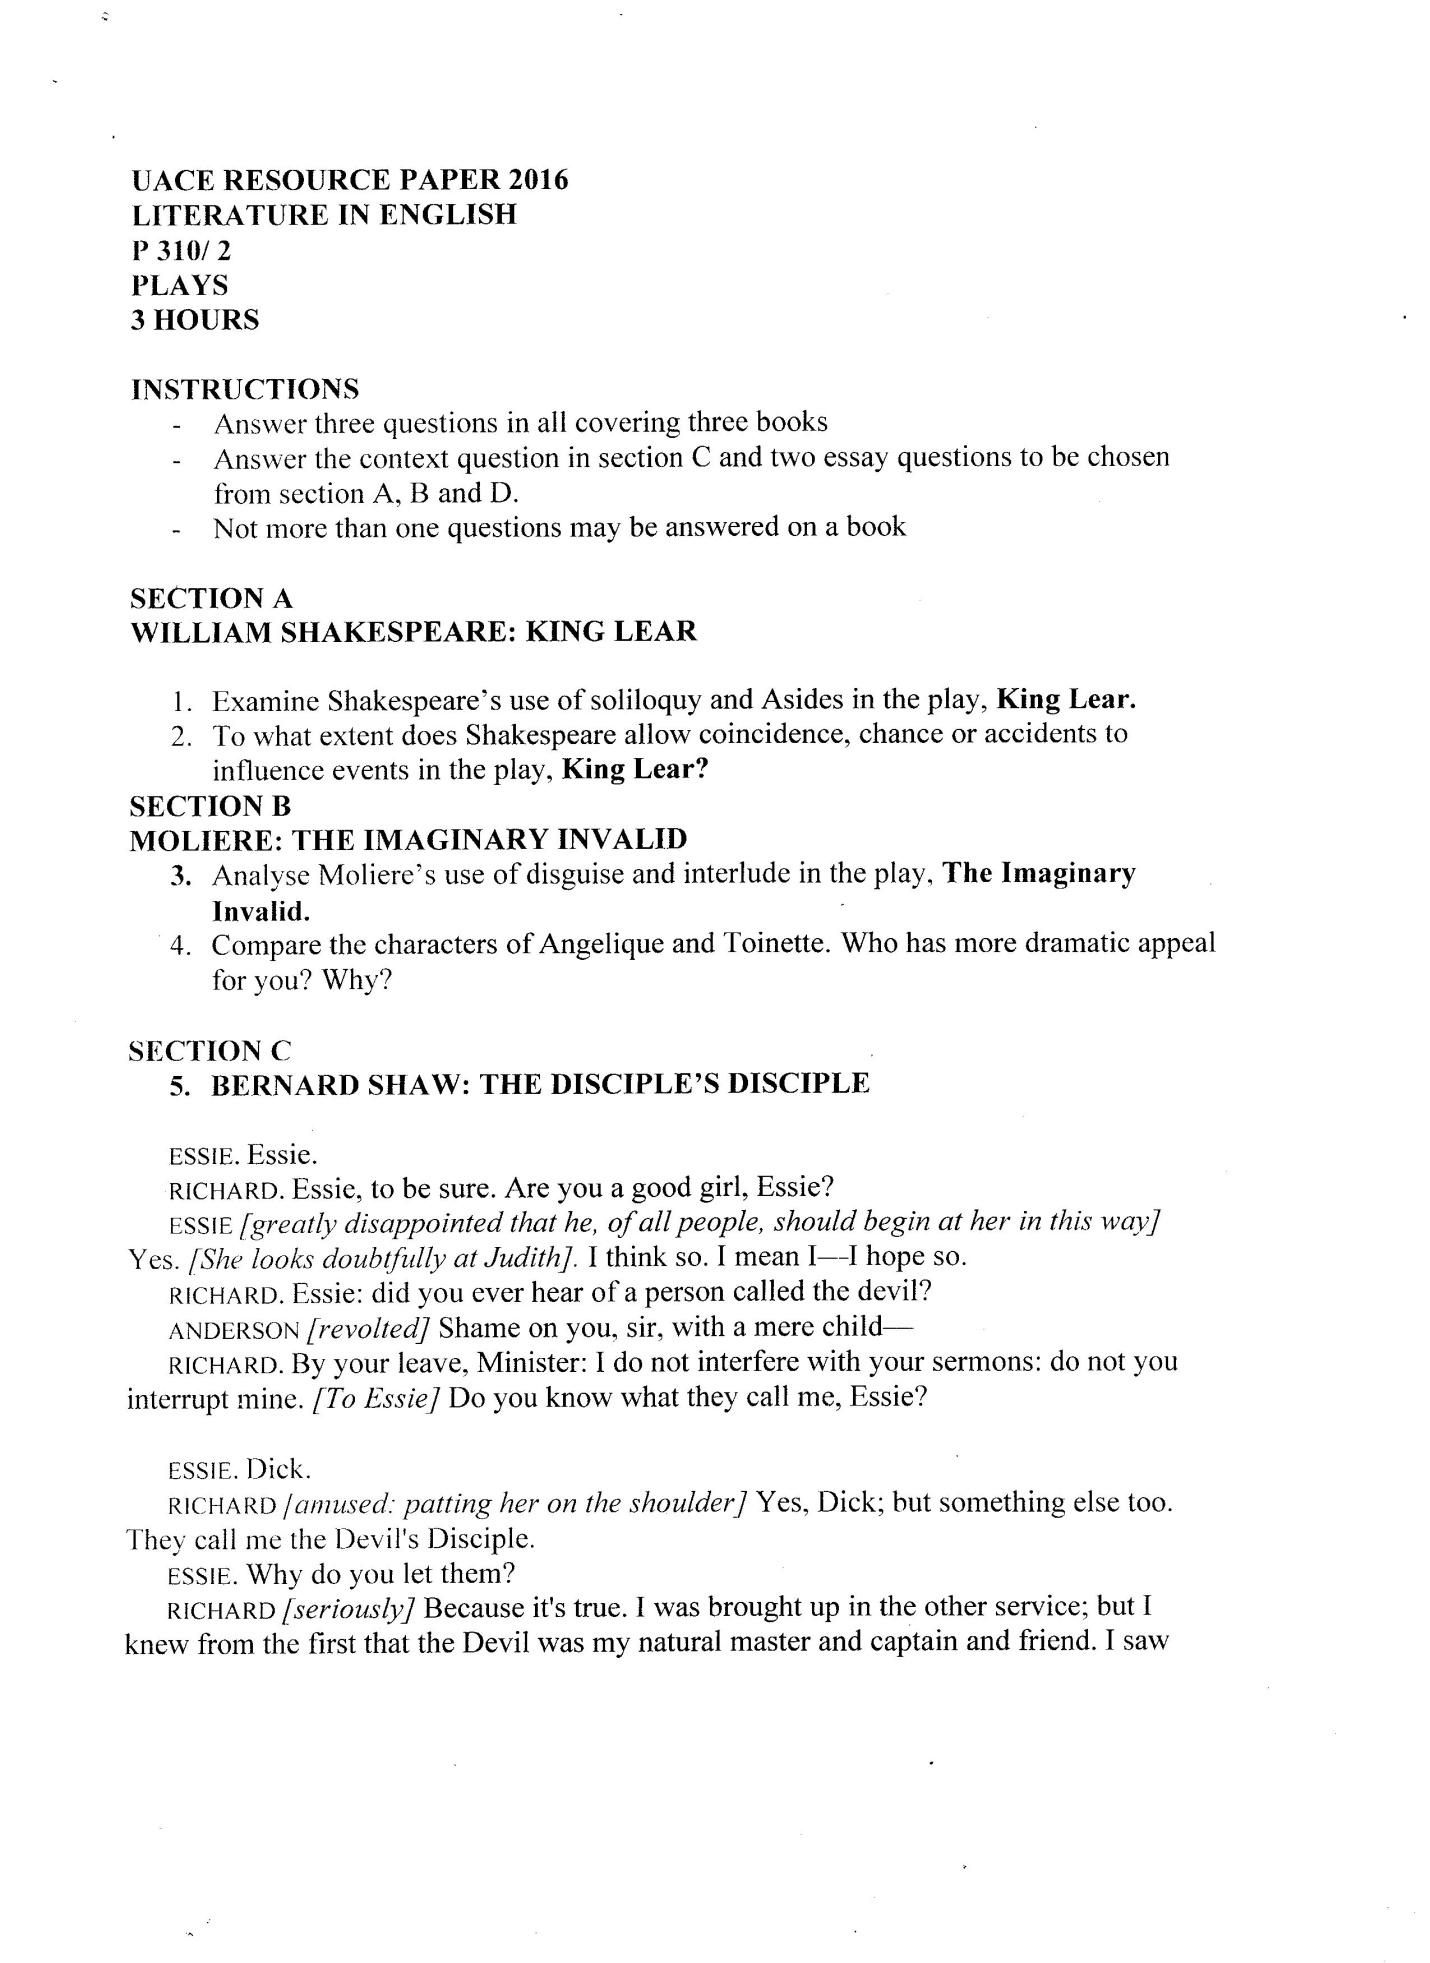 UACE RESOURCE PAPER 2016
LITERATURE IN ENGLISH
P 310/ 2
PLAYS
3 HOURS
INSTRUCTIONS
- Answer three questions in all covering three books
- Answer the context question in section C and two essay questions to be chosen
from section A, B and D.
- Not more than one questions may be answered on a book
SECTION A
WILLIAM SHAKESPEARE: KING LEAR
1. Examine Shakespeare's use of soliloquy and Asides in the play, King Lear.
2. To what extent does Shakespeare allow coincidence, chance or accidents to
influence events in the play, King Lear?
SECTION B
MOLIERE: THE IMAGINARY INVALID
3. Analyse Moliere's use of disguise and interlude in the play, The Imaginary
Invalid.
4. Compare the characters of Angelique and Toinette. Who has more dramatic appeal
for you? Why?
SECTION C
5. BERNARD SHAW: THE DISCIPLE'S DISCIPLE
ESSIE. Essie.
RICHARD. Essie, to be sure. Are you a good girl, Essie?
ESSIE [greatly disappointed that he, of all people, should begin at her in this way]
Yes. [She looks doubtfully at Judith]. I think so. I mean I—I hope so.
RICHARD. Essie: did you ever hear of a person called the devil?
ANDERSON [revolted] Shame on you, sir, with a mere child—
RICHARD. By your leave, Minister: I do not interfere with your sermons: do not you
interrupt mine. [To Essie] Do you know what they call me, Essie?
ESSIE. Dick.
RICHARD [amused: patting her on the shoulder] Yes, Dick; but something else too.
They call me the Devil's Disciple.
ESSIE. Why do you let them?
RICHARD [seriously] Because it's true. I was brought up in the other service; but I
knew from the first that the Devil was my natural master and captain and friend. I saw